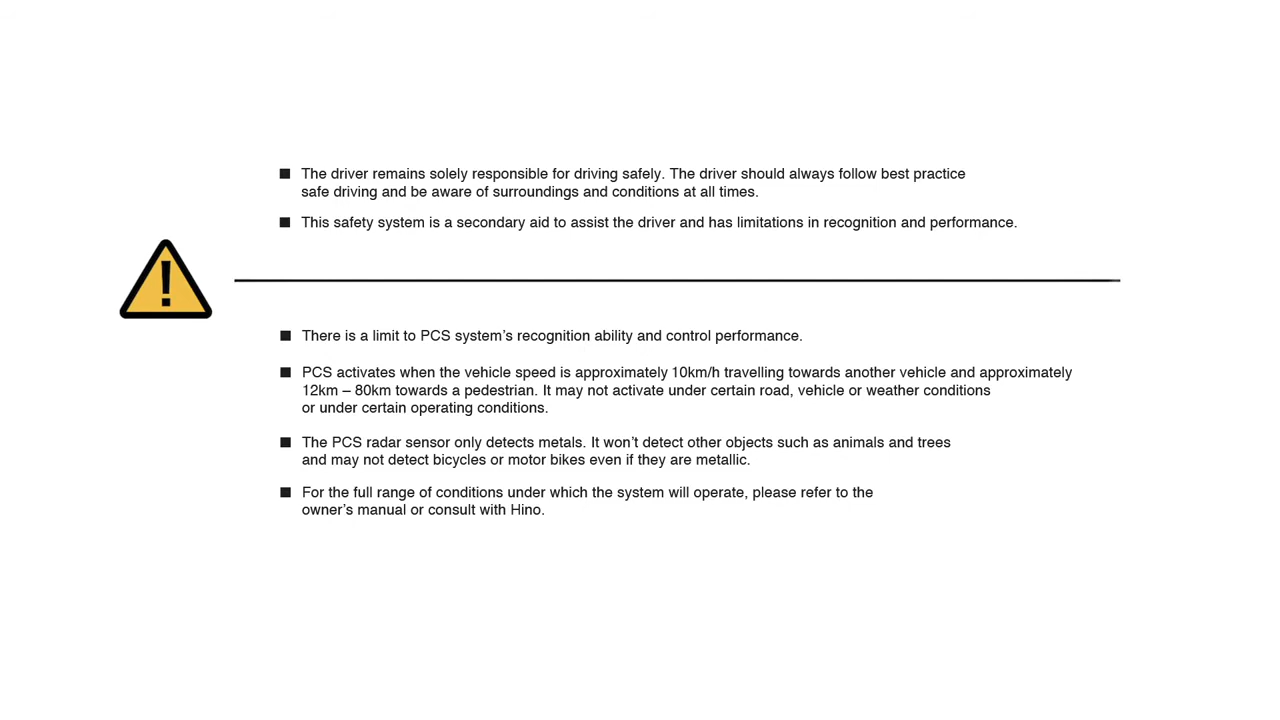 ■ The driver remains solely responsible for driving safely. The driver should always follow best practice
safe driving and be aware of surroundings and conditions at all times.
■ This safety system is a secondary aid to assist the driver and has limitations in recognition and performance.
■ There is a limit to PCS system’s recognition ability and control performance.
■ PCS activates when the vehicle speed is approximately 10km/h travelling towards another vehicle and approximately
12km – 80km towards a pedestrian. It may not activate under certain road, vehicle or weather conditions
or under certain operating conditions.
■ The PCS radar sensor only detects metals. It won’t detect other objects such as animals and trees
and may not detect bicycles or motor bikes even if they are metallic.
■ For the full range of conditions under which the system will operate, please refer to the
owner’s manual or consult with Hino.